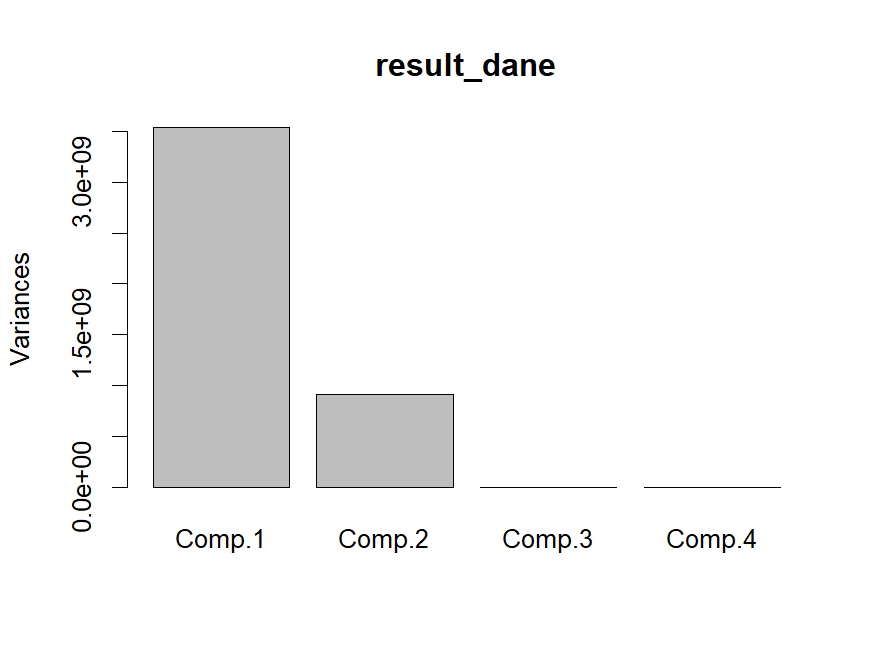 result_dane
Variances
3.0e+09
1.5e+09
0.0e+00
Comp.1 Comp.2 Comp.3 Comp.4